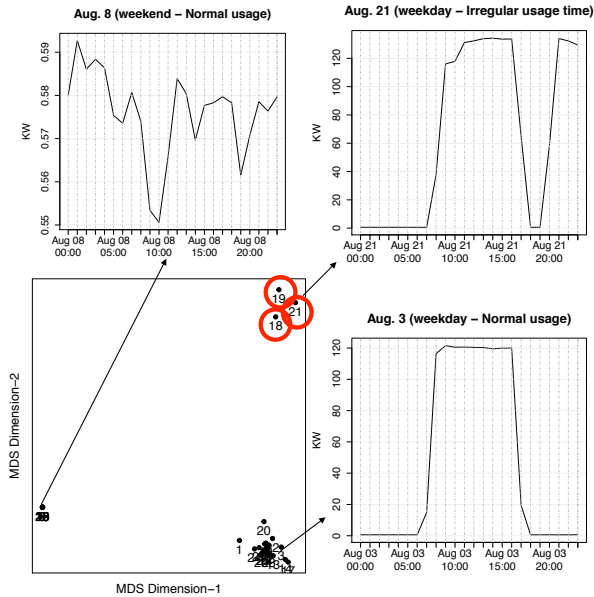 Aug. 8 (weekend – Normal usage)
KW
0.59
0.58
0.57
0.56
0.55
Aug 08 Aug 08 Aug 08 Aug 08 Aug 08
00:00 05:00 10:00 15:00 20:00
Aug. 21 (weekday – Irregular usage time)
KW
120
100
80
60
40
20
0
Aug 21 Aug 21 Aug 21 Aug 21 Aug 21
00:00 05:00 10:00 15:00 20:00
MDS Dimension−2
19
21
18
20
1
MDS Dimension−1
Aug. 3 (weekday – Normal usage)
KW
120
100
80
60
40
20
0
Aug 03 Aug 03 Aug 03 Aug 03 Aug 03
00:00 05:00 10:00 15:00 20:00